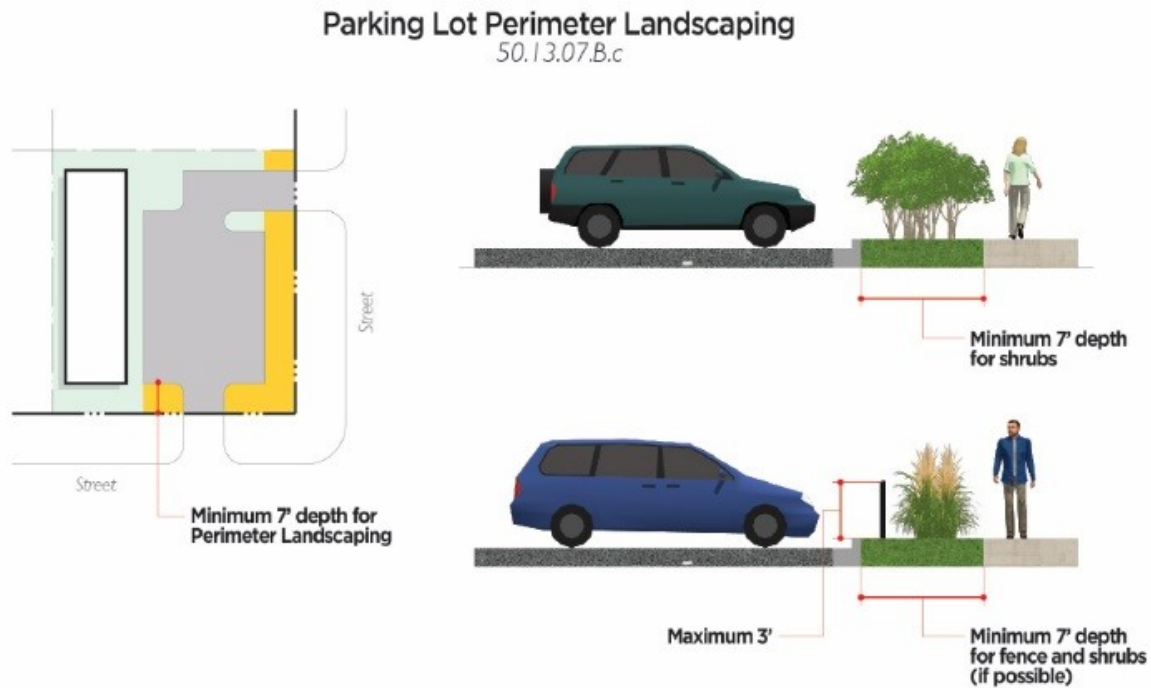 Parking Lot Perimeter Landscaping
50.13.07.B.c
Street
Street
Minimum 7' depth for
Perimeter Landscaping
Minimum 7' depth
for shrubs
Maximum 3'
Minimum 7' depth
for fence and shrubs
(if possible)